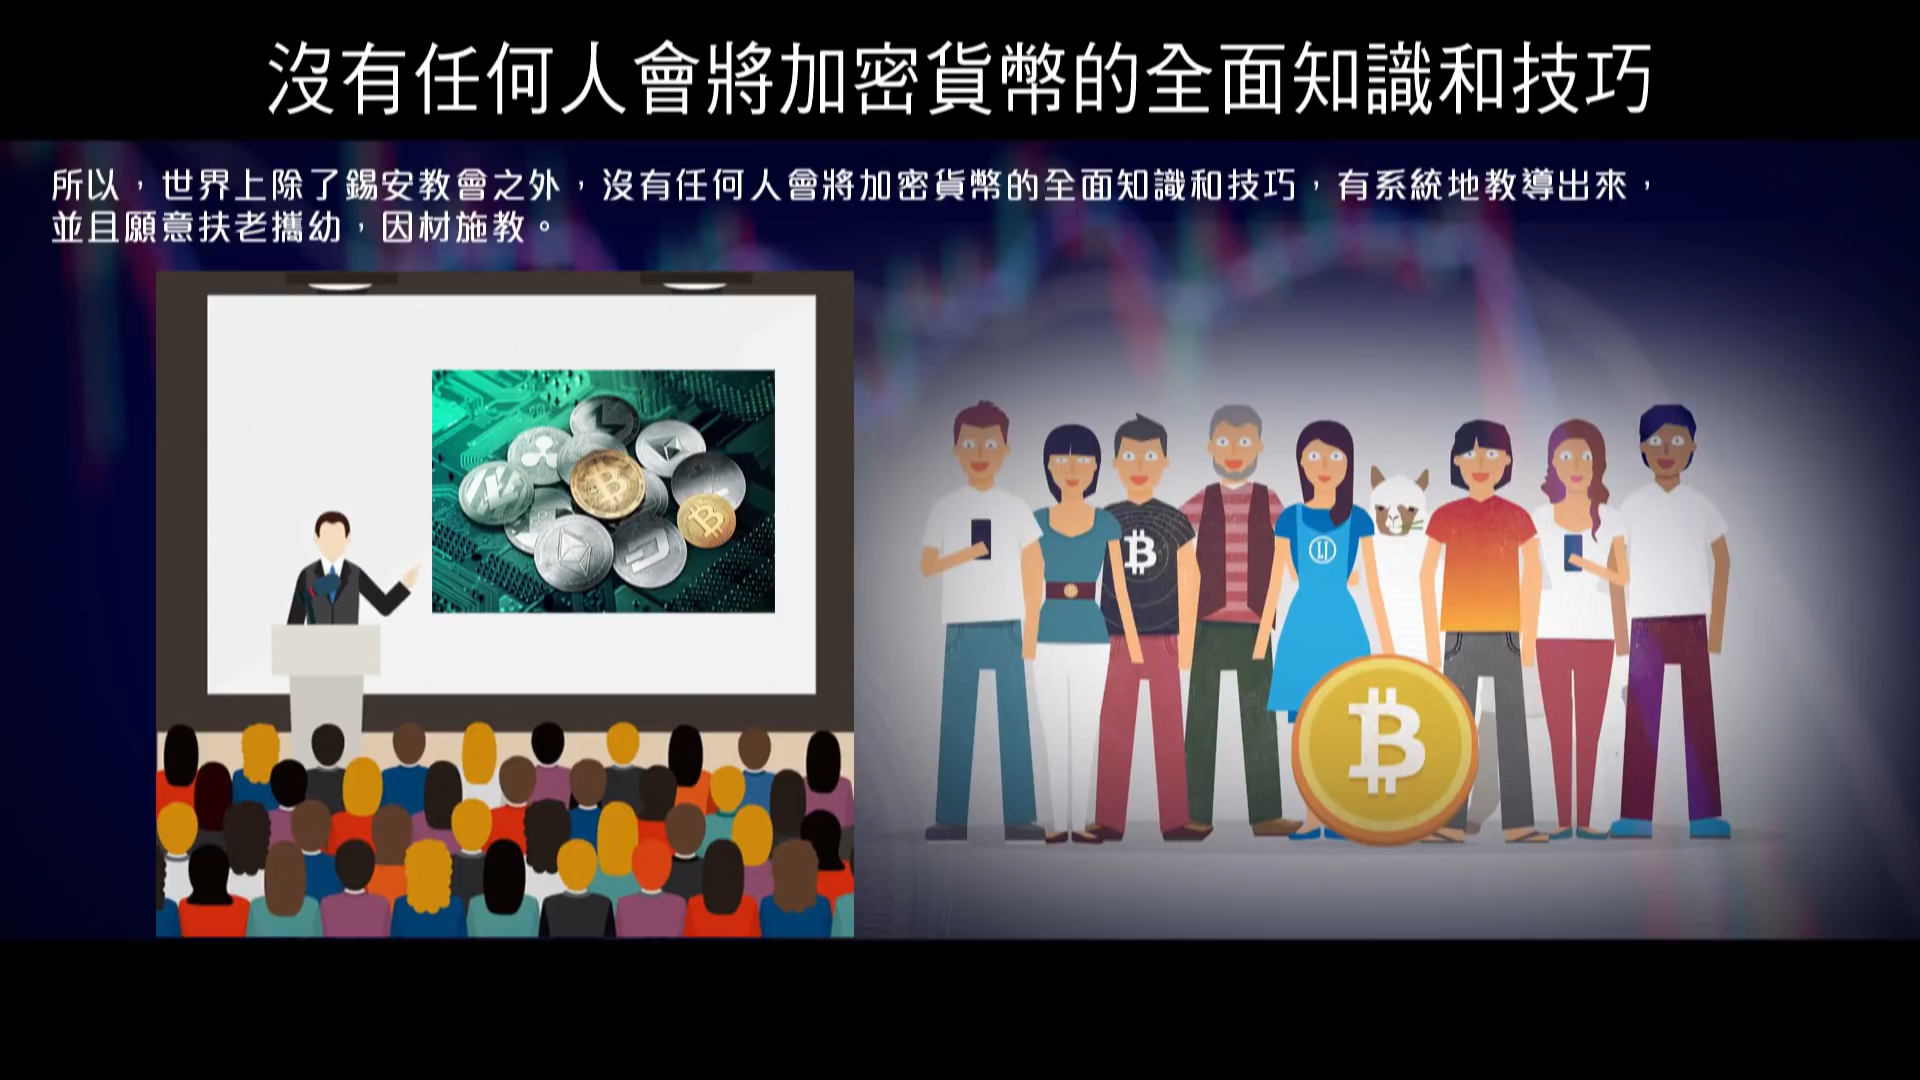 沒有任何人會將加密貨幣的全面知識和技巧
所以，世界上除了錫安教會之外，沒有任何人會將加密貨幣的全面知識和技巧，有系統地教導出來，
並且願意扶老攜幼，因材施教。